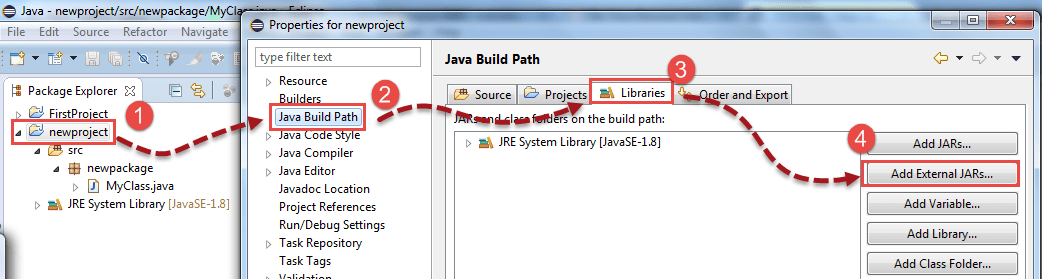 Java - newproject/src/newpackage/MyClass.java - Eclipse
File Edit Source Refactor Navigate
Package Explorer
FirstProject
newproject
src
newpackage
MyClass.java
JRE System Library [JavaSE-1.8]
1
Properties for newproject
type filter text
Resource
Builders
Java Build Path
Java Code Style
Java Compiler
Java Editor
Javadoc Location
Project References
Run/Debug Settings
Task Repository
Task Tags
Validation
2
Java Build Path
3
Source Projects Libraries Order and Export
JARs and class folders on the build path:
JRE System Library [JavaSE-1.8]
4
Add JARs...
Add External JARs...
Add Variable...
Add Library...
Add Class Folder...